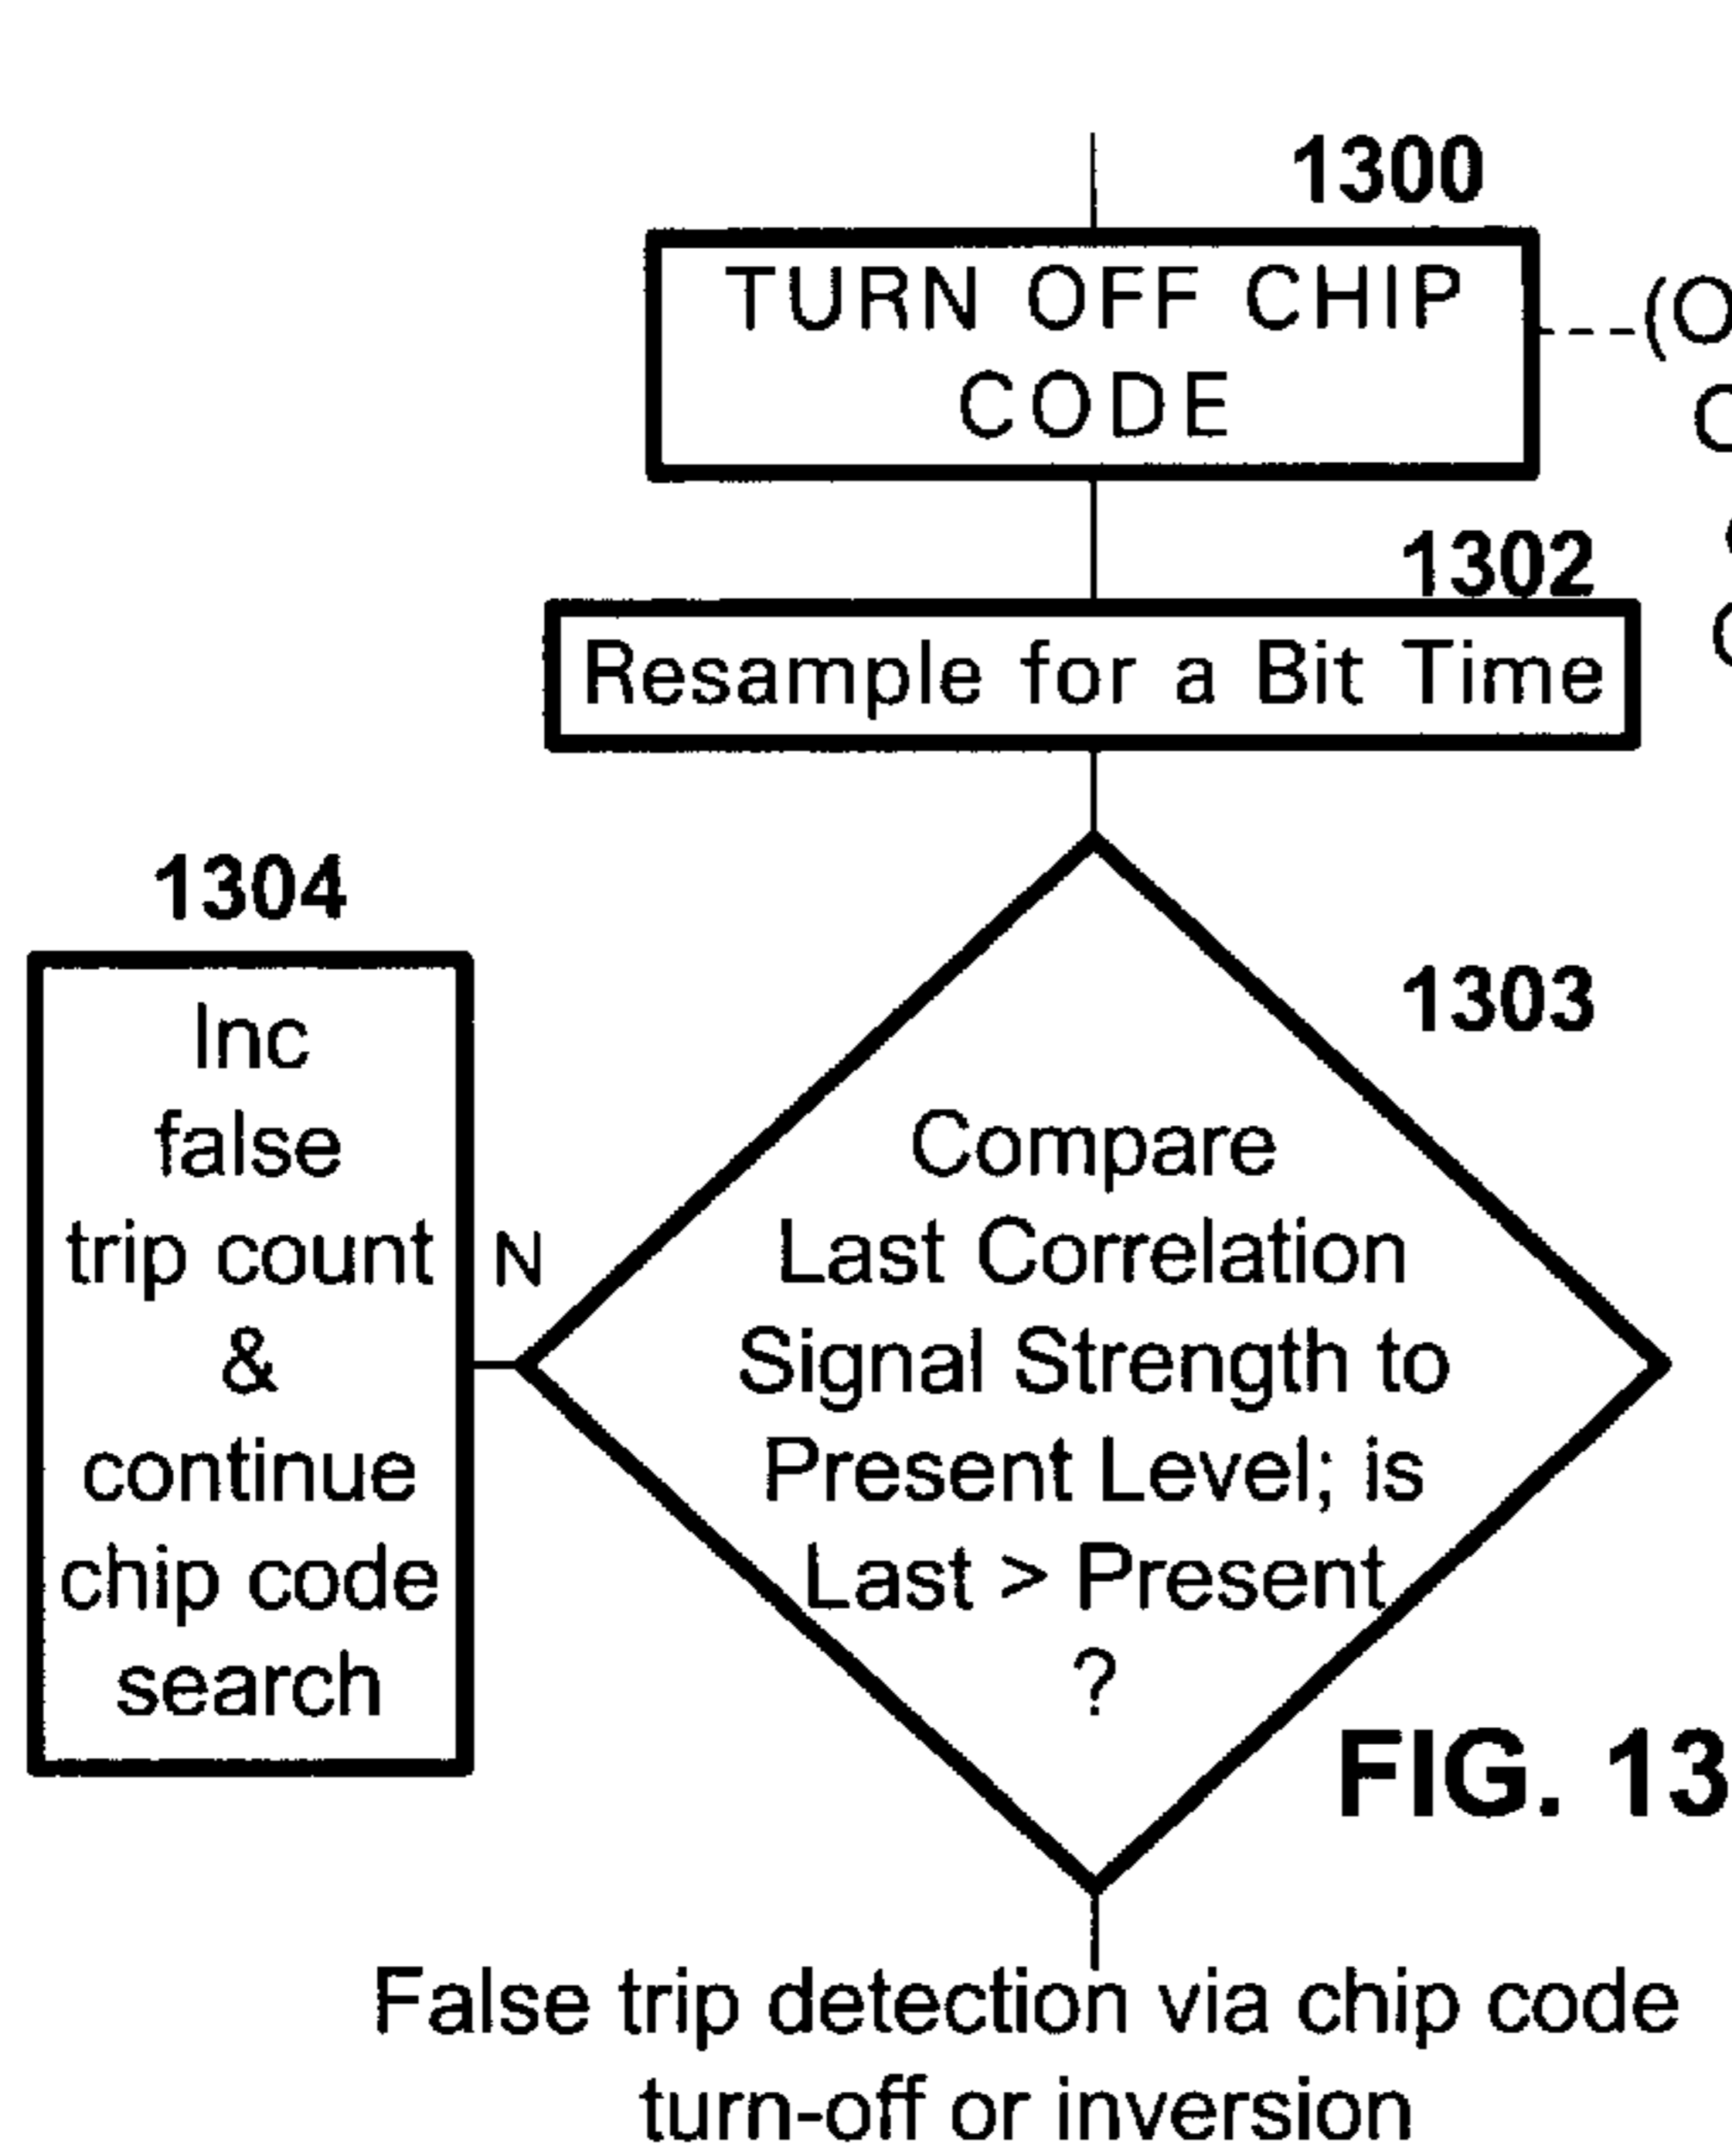 1300
TURN OFF CHIP
CODE
1302
Resample for a Bit Time
1304
Inc
false
trip count
&
continue
chip code
search
N
1303
Compare
Last Correlation
Signal Strength to
Present Level; is
Last > Present
?
FIG. 13
False trip detection via chip code
turn-off or inversion